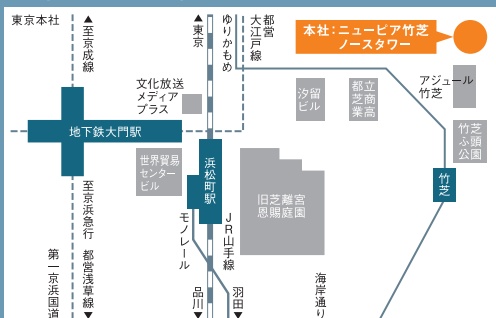 東京本社
▲至京成線
▲東京
ゆりかもめ
都営
大江戸線
本社：ニューピア竹芝
ノースタワー
文化放送
メディア
プラス
汐留
ビル
都立
芝商
業高
アジュール
竹芝
地下鉄大門駅
世界貿易
センター
ビル
浜松町駅
旧芝離宮
恩賜庭園
竹芝
ふ頭
公園
竹芝
至京浜急行
都営浅草線▼
第一京浜国道
モノレール
JR山手線
品川▼
羽田▼
海岸通り